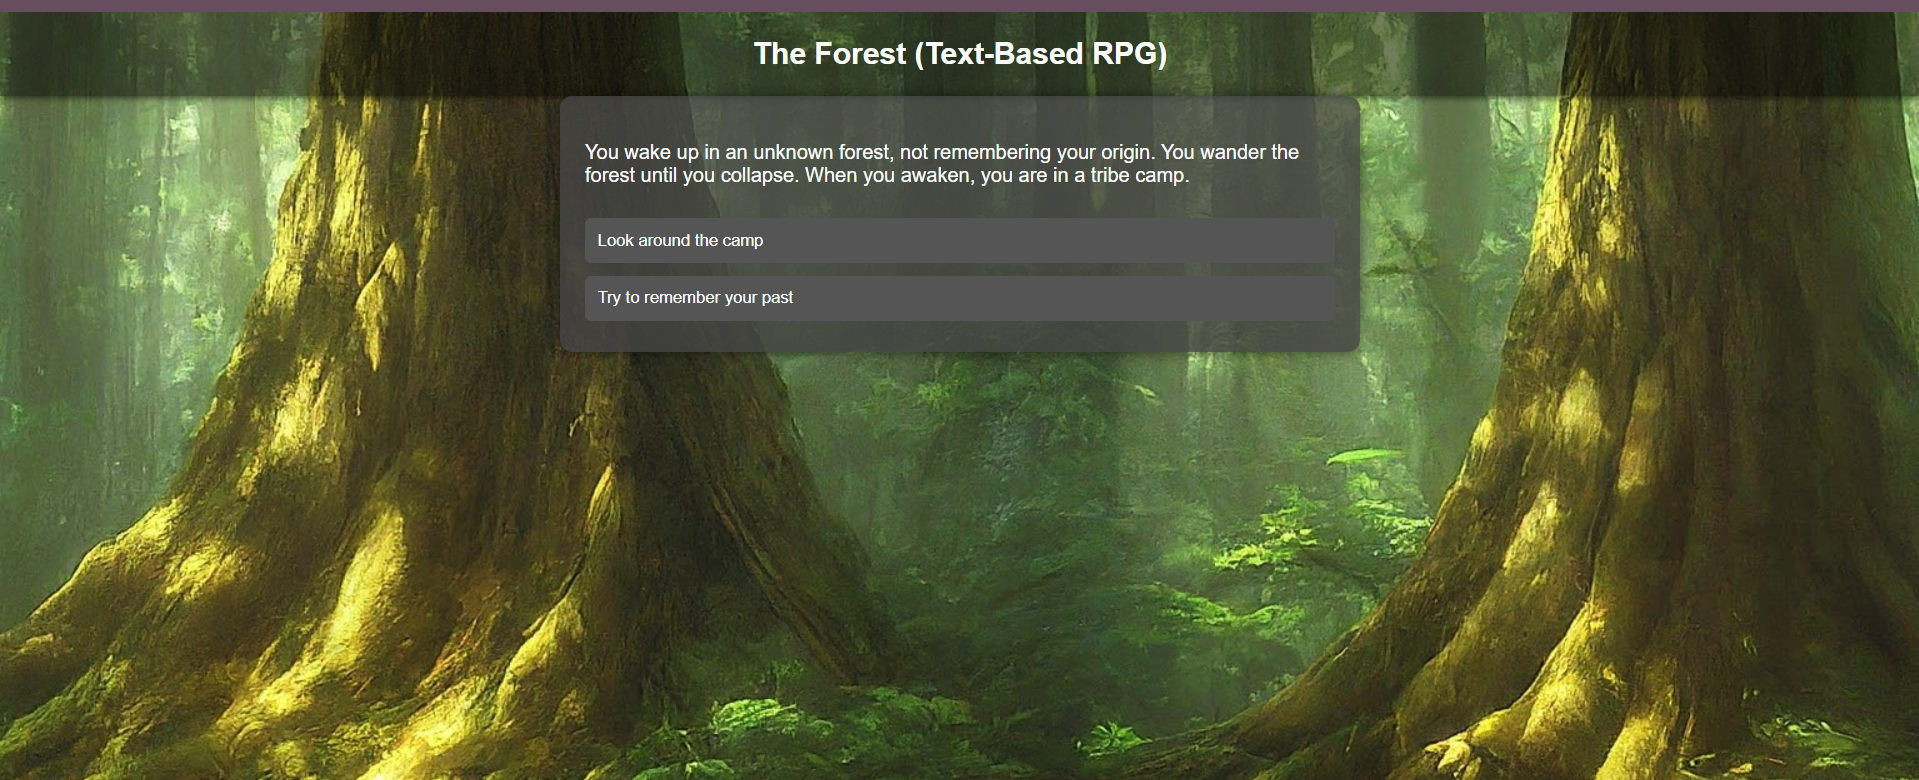 The Forest (Text-Based RPG)
You wake up in an unknown forest, not remembering your origin. You wander the
forest until you collapse. When you awaken, you are in a tribe camp.
Look around the camp
Try to remember your past